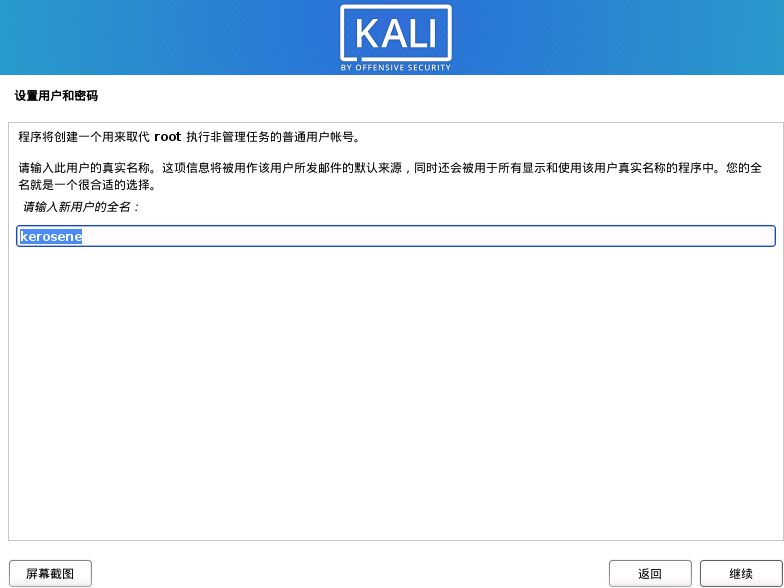 KALI
BY OFFENSIVE SECURITY
设置用户和密码
程序将创建一个用来取代 root 执行非管理任务的普通用户帐号。
请输入此用户的真实名称。这项信息将被用作该用户所发邮件的默认来源，同时还会被用于所有显示和使用该用户真实名称的程序中。您的全
名就是一个很合适的选择。
请输入新用户的全名：
kerosene
屏幕截图
返回
继续